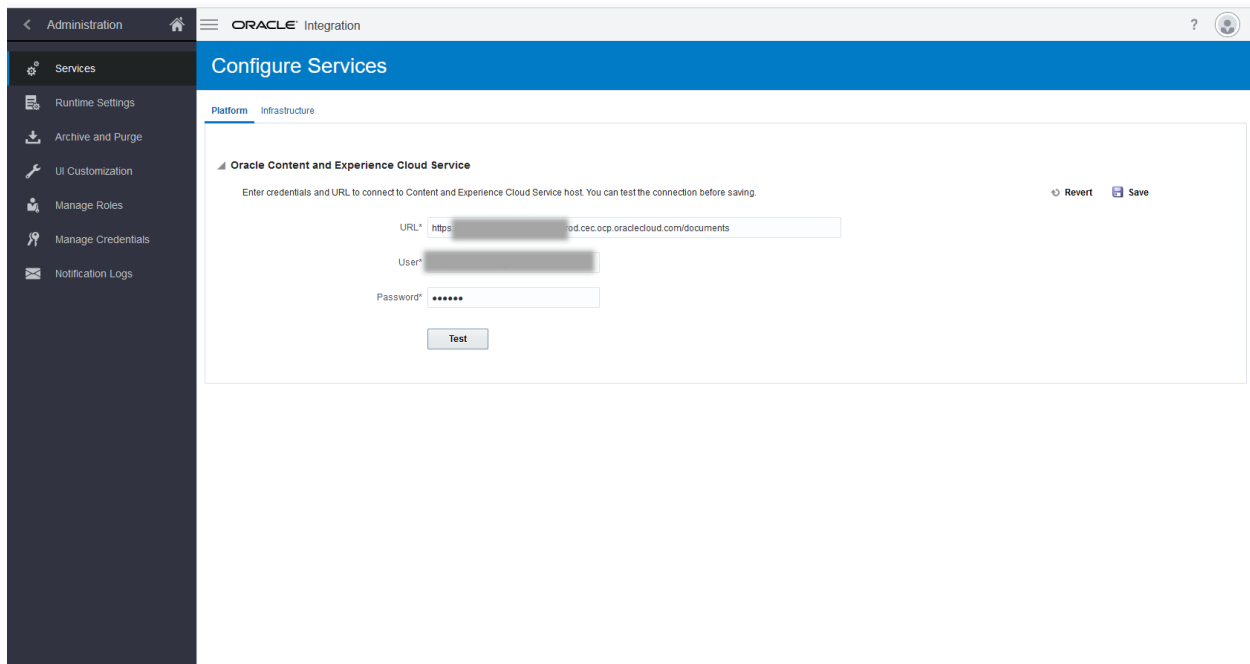 Administration
ORACLE® Integration
?
Services
Configure Services
Runtime Settings
Platform Infrastructure
Archive and Purge
Oracle Content and Experience Cloud Service
UI Customization
Enter credentials and URL to connect to Content and Experience Cloud Service host. You can test the connection before saving.
Revert Save
Manage Roles
URL* https od.cec.ocp.oraclecloud.com/documents
Manage Credentials
User*
Notification Logs
Password* ••••••
Test